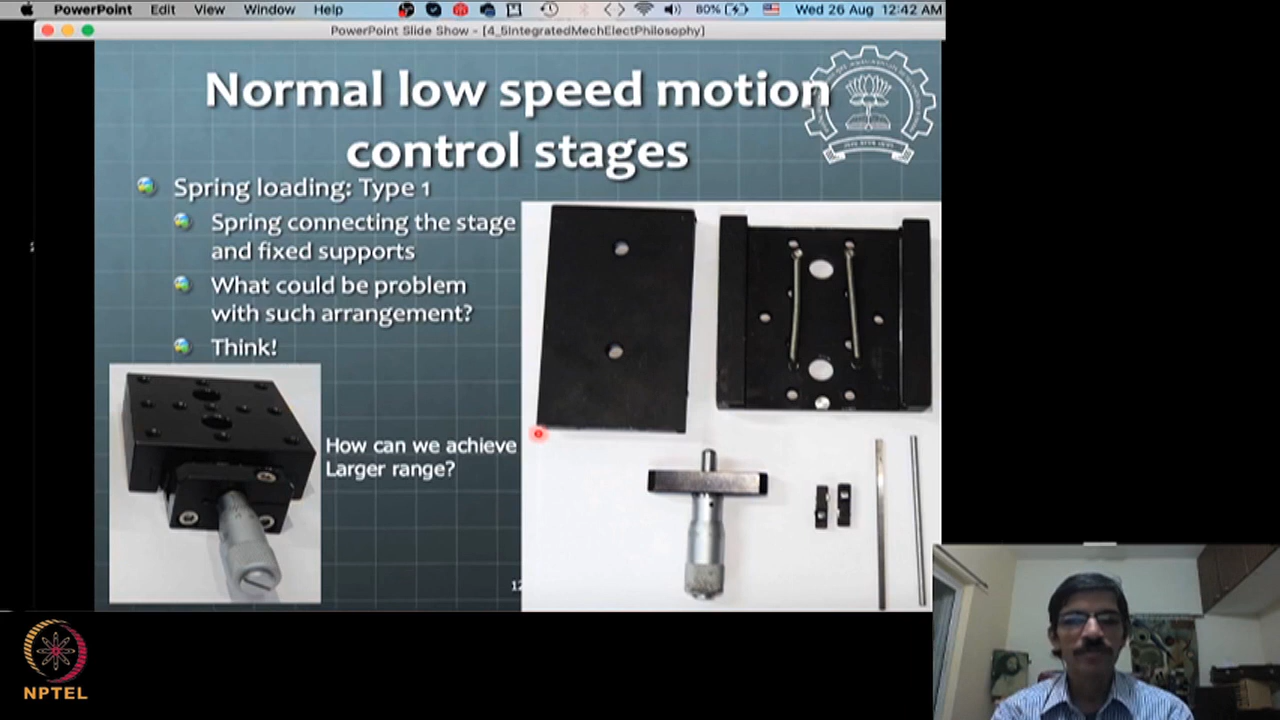 PowerPoint Edit View Window Help 80% Wed 26 Aug 12:42 AM
PowerPoint Slide Show - [4_5IntegratedMechElectPhilosophy]
Normal low speed motion
control stages
Spring loading: Type 1
Spring connecting the stage
and fixed supports
What could be problem
with such arrangement?
Think!
How can we achieve
Larger range?
12
NPTEL